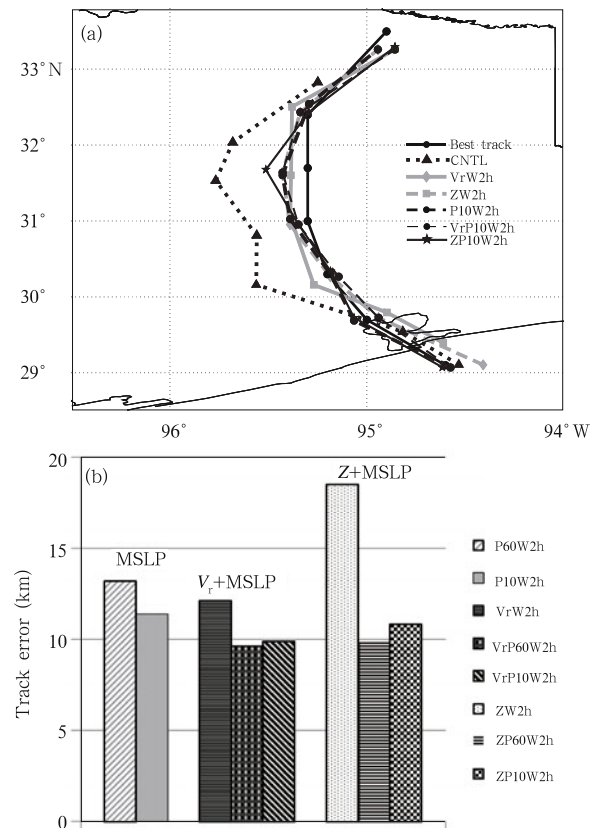 (a)
33°N
32°
31°
30°
29°
96°
95°
94°W
Best track
CNTL
VrW2h
ZW2h
P10W2h
VrP10W2h
ZP10W2h
(b)
20
15
10
5
0
Track error (km)
MSLP
Vr+MSLP
Z+MSLP
P60W2h
P10W2h
VrW2h
VrP60W2h
VrP10W2h
ZW2h
ZP60W2h
ZP10W2h